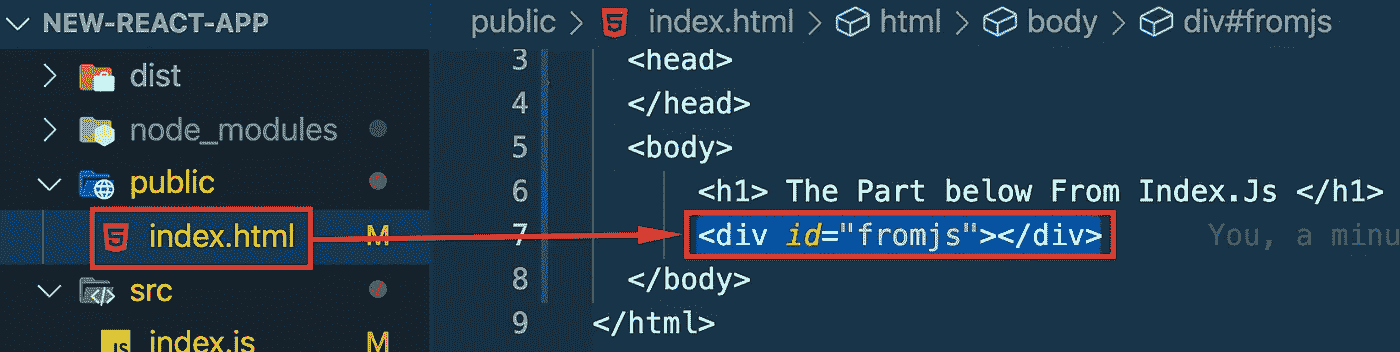 NEW-REACT-APP
dist
node_modules
public
index.html M
src
JS index.js M
public > index.html > html > body > div#fromjs
3 <head>
4 </head>
5 <body>
6 <h1> The Part below From Index.Js </h1>
7 <div id="fromjs"></div> You, a minu
8 </body>
9 </html>